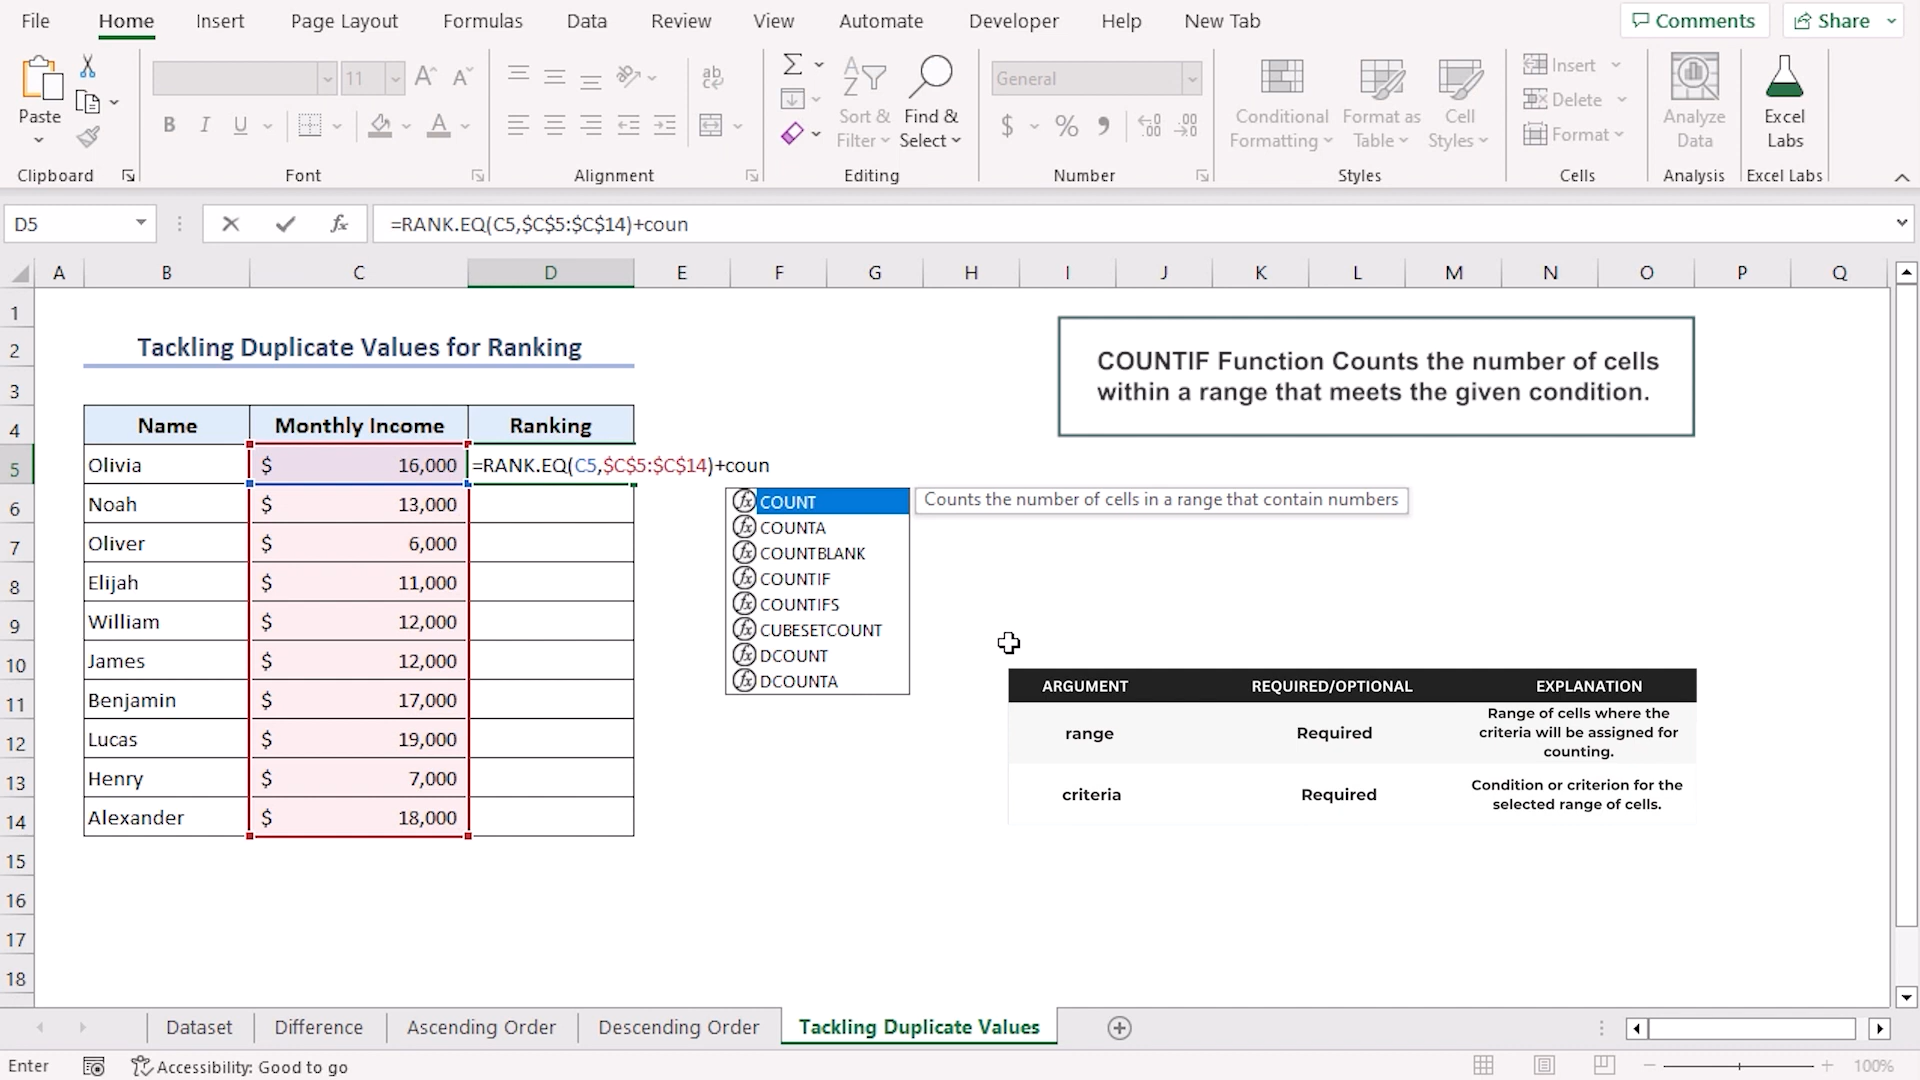 File Home Insert Page Layout Formulas Data Review View Automate Developer Help New Tab Comments Share
Paste
11
General
Sort & Filter
Find & Select
Conditional Formatting
Format as Table
Cell Styles
Insert
Delete
Format
Analyze Data
Excel Labs
Clipboard Font Alignment Editing Number Styles Cells Analysis Excel Labs
D5 =RANK.EQ(C5,$C$5:$C$14)+coun
A B C D E F G H I J K L M N O P Q
1
2 Tackling Duplicate Values for Ranking
COUNTIF Function Counts the number of cells
within a range that meets the given condition.
3
4 Name Monthly Income Ranking
5 Olivia $ 16,000 =RANK.EQ(C5,$C$5:$C$14)+coun
6 Noah $ 13,000
7 Oliver $ 6,000
8 Elijah $ 11,000
9 William $ 12,000
10 James $ 12,000
11 Benjamin $ 17,000
12 Lucas $ 19,000
13 Henry $ 7,000
14 Alexander $ 18,000
15
16
17
18
COUNT Counts the number of cells in a range that contain numbers
COUNTA
COUNTBLANK
COUNTIF
COUNTIFS
CUBESETCOUNT
DCOUNT
DCOUNTA
ARGUMENT REQUIRED/OPTIONAL EXPLANATION
range Required Range of cells where the
criteria will be assigned for
counting.
criteria Required Condition or criterion for the
selected range of cells.
Dataset Difference Ascending Order Descending Order Tackling Duplicate Values
Enter Accessibility: Good to go 100%